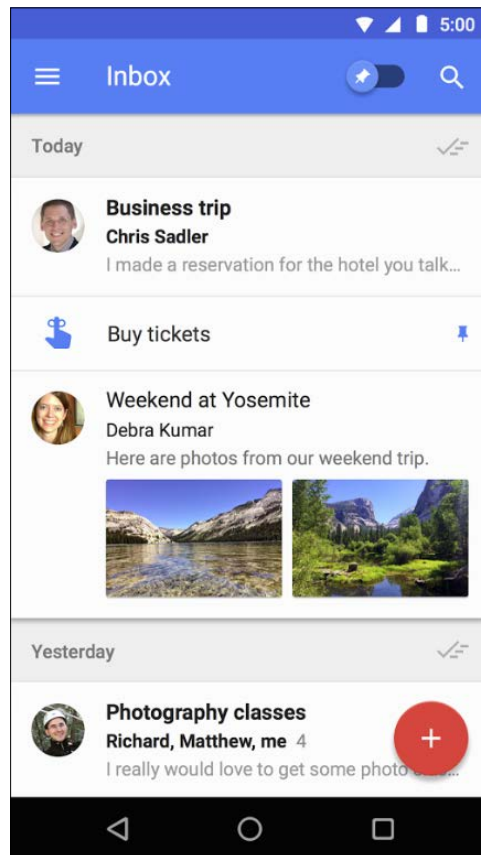 5:00
Inbox
Today
Business trip
Chris Sadler
I made a reservation for the hotel you talk…
Buy tickets
Weekend at Yosemite
Debra Kumar
Here are photos from our weekend trip.
Yesterday
Photography classes
Richard, Matthew, me 4
I really would love to get some photo